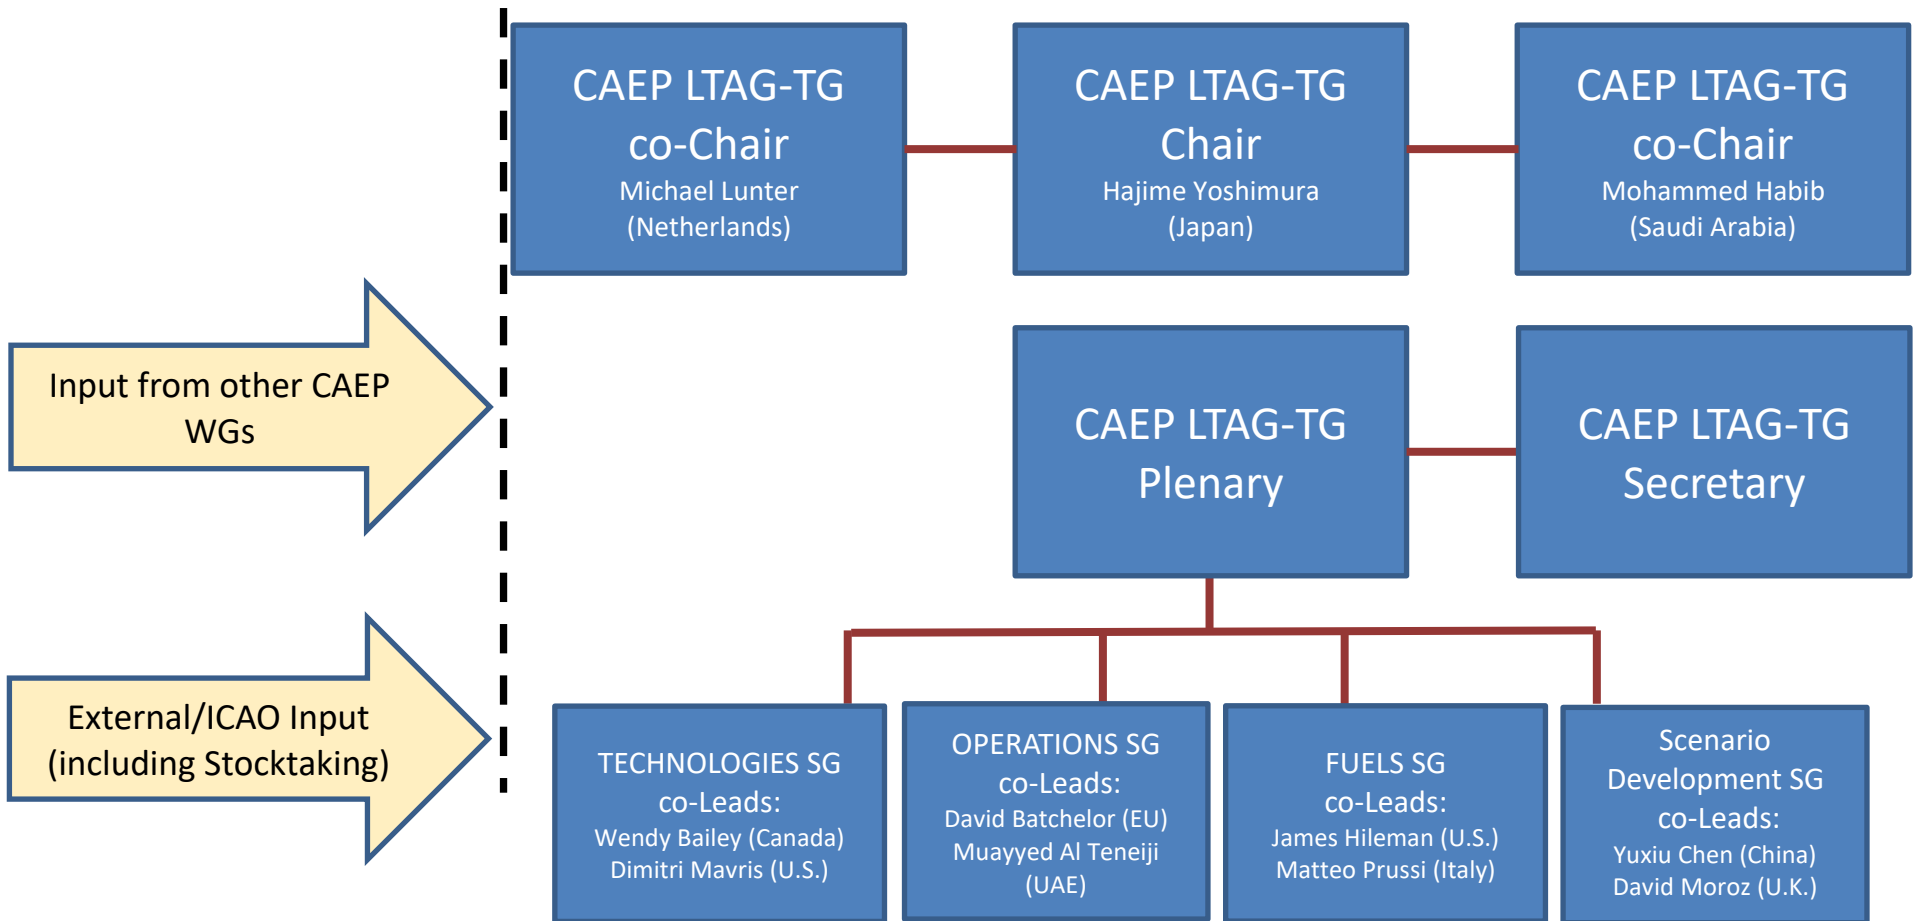 CAEP LTAG-TG
co-Chair
Michael Lunter
(Netherlands)
CAEP LTAG-TG
Chair
Hajime Yoshimura
(Japan)
CAEP LTAG-TG
co-Chair
Mohammed Habib
(Saudi Arabia)
Input from other CAEP
WGs
CAEP LTAG-TG
Plenary
CAEP LTAG-TG
Secretary
External/ICAO Input
(including Stocktaking)
TECHNOLOGIES SG
co-Leads:
Wendy Bailey (Canada)
Dimitri Mavris (U.S.)
OPERATIONS SG
co-Leads:
David Batchelor (EU)
Muayyed Al Teneiji
(UAE)
FUELS SG
co-Leads:
James Hileman (U.S.)
Matteo Prussi (Italy)
Scenario
Development SG
co-Leads:
Yuxiu Chen (China)
David Moroz (U.K.)